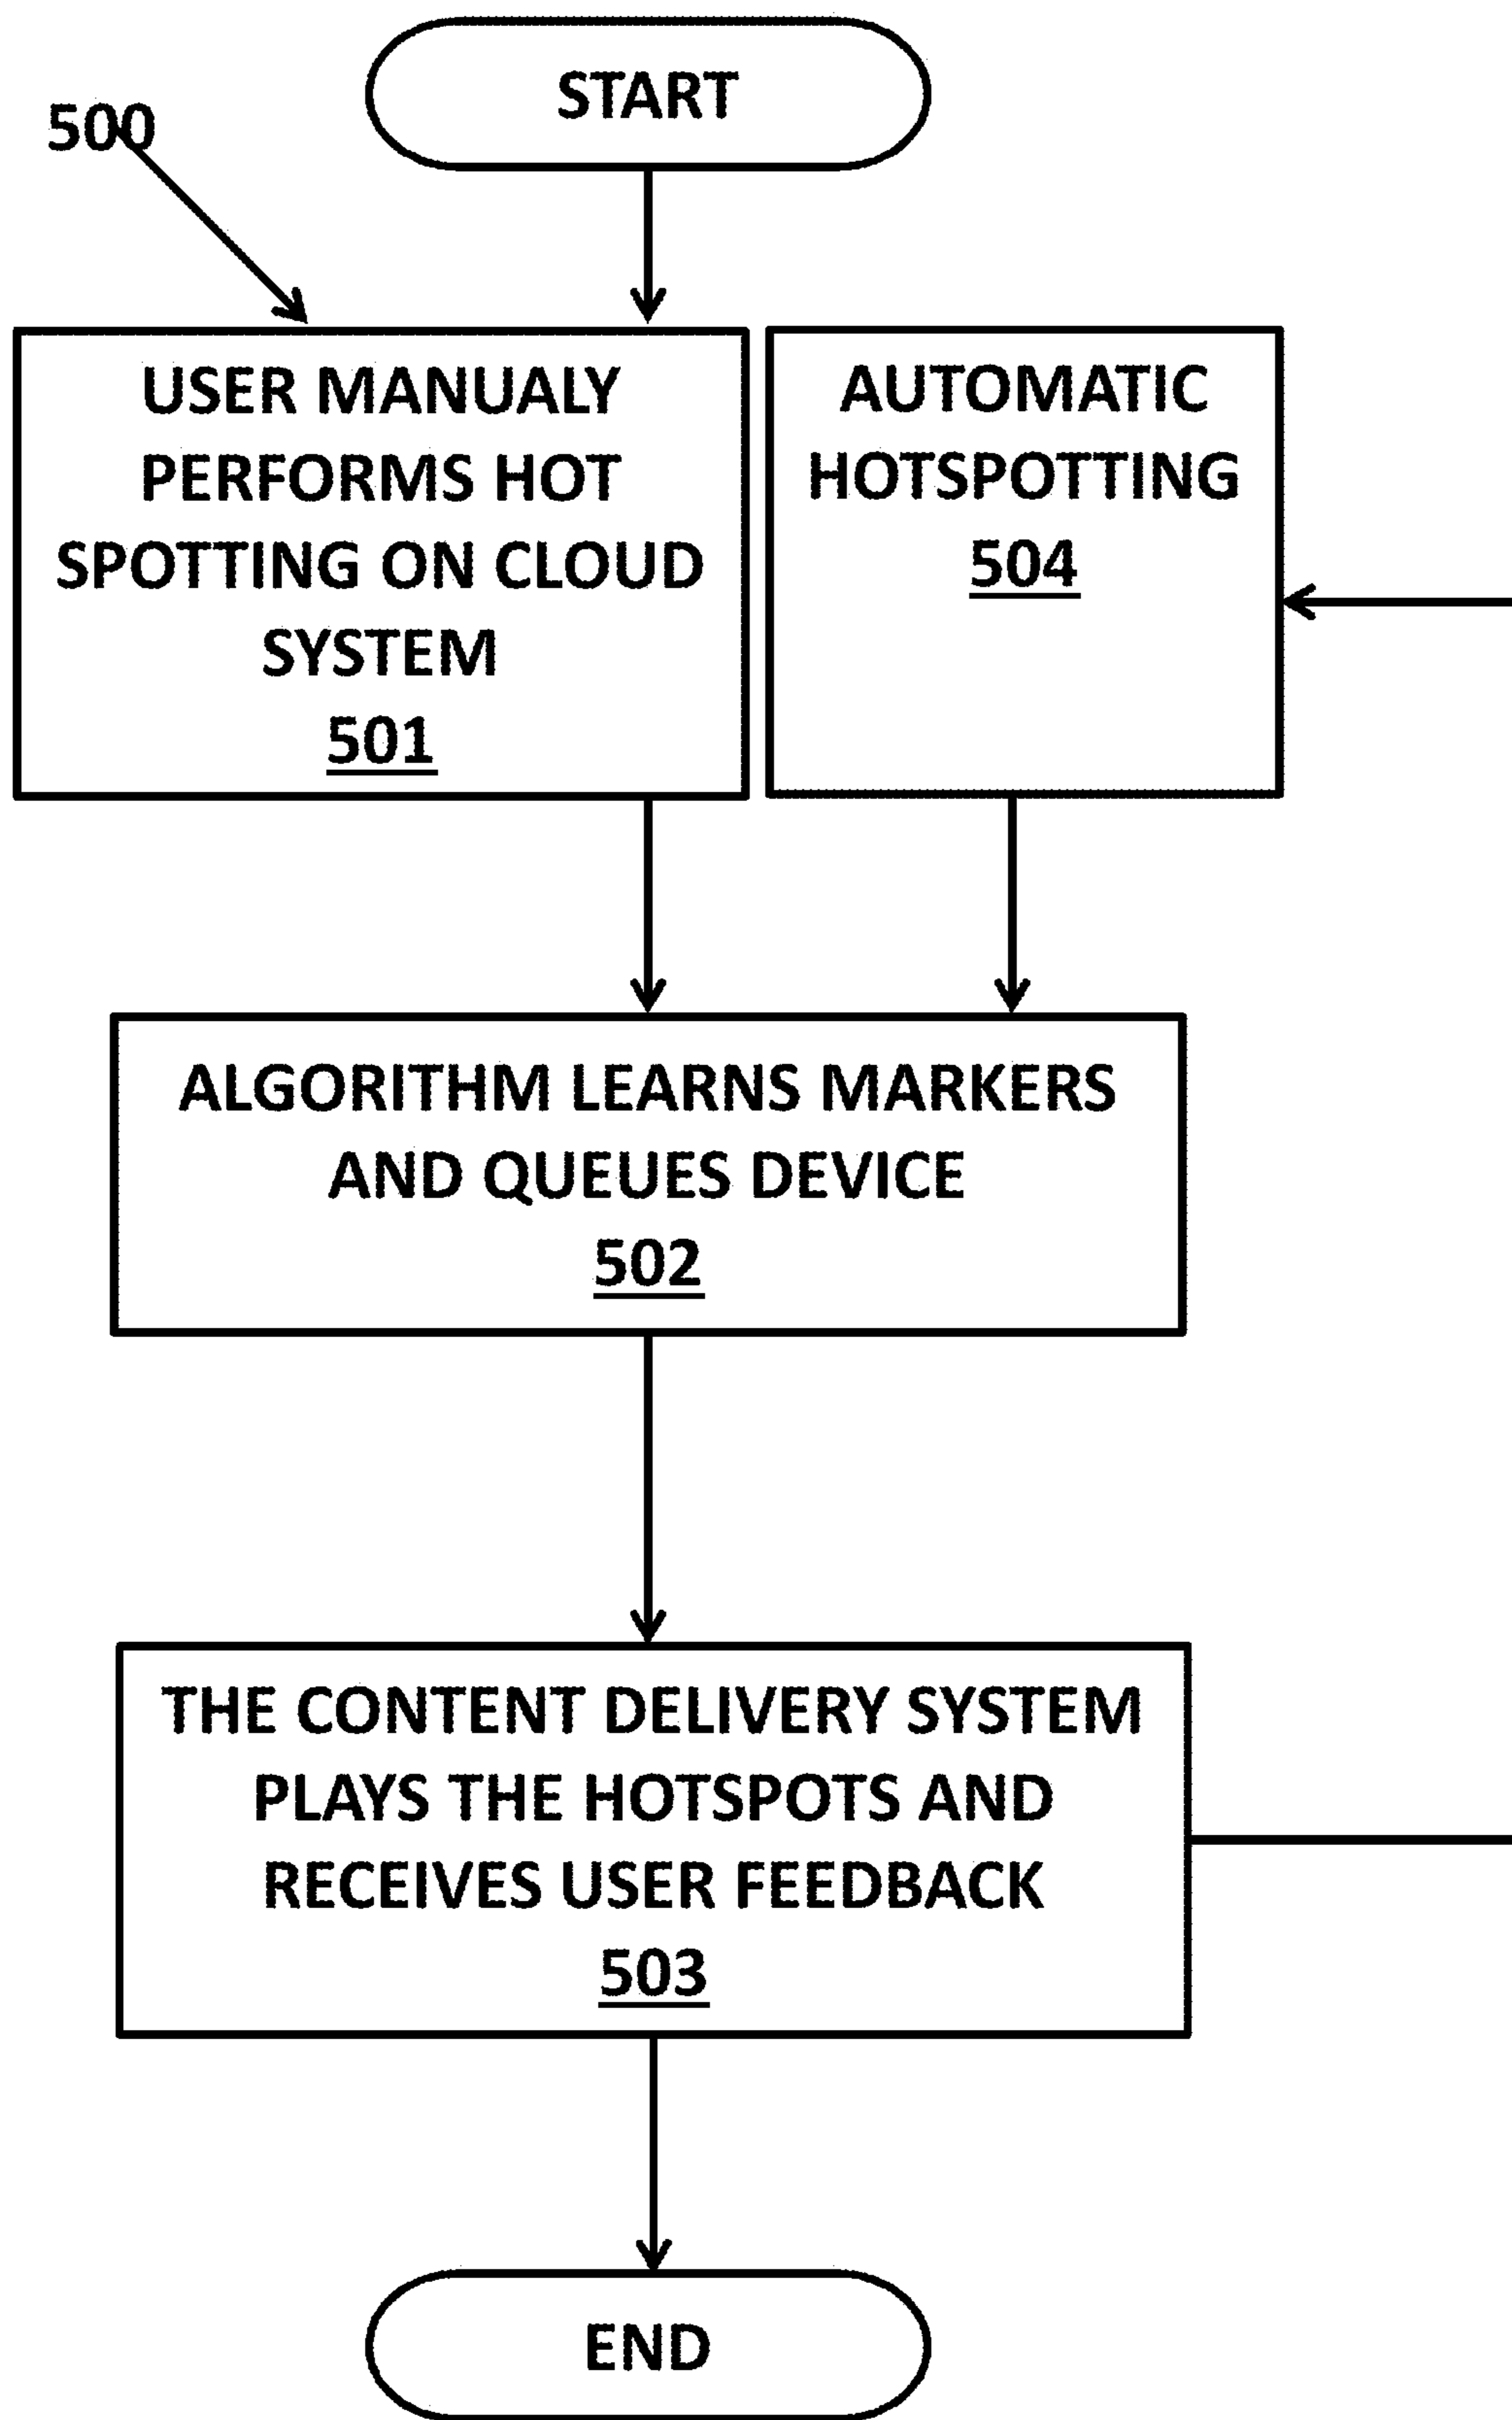 START
500
USER MANUALY
PERFORMS HOT
SPOTTING ON CLOUD
SYSTEM
501
AUTOMATIC
HOTSPOTTING
504
ALGORITHM LEARNS MARKERS
AND QUEUES DEVICE
502
THE CONTENT DELIVERY SYSTEM
PLAYS THE HOTSPOTS AND
RECEIVES USER FEEDBACK
503
END